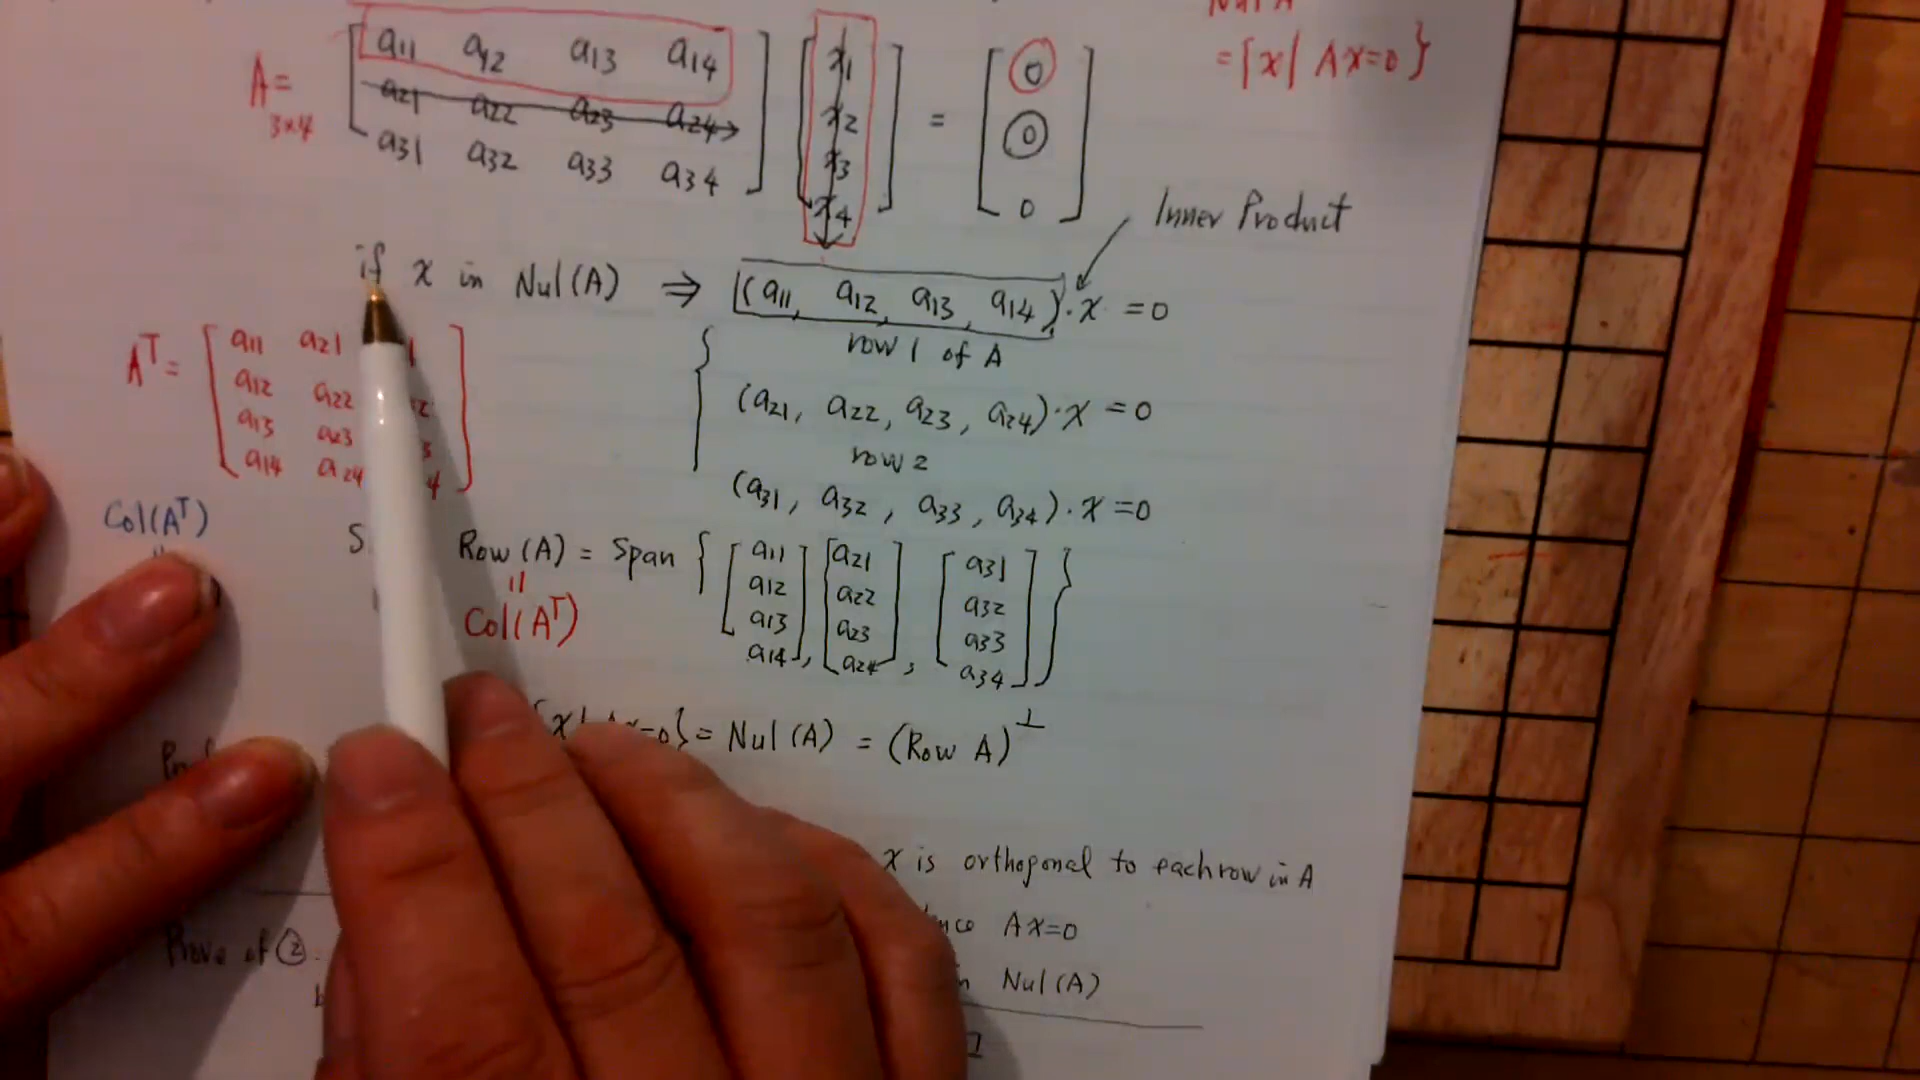 Nul A
= {x | Ax=0}
A = [a11 a12 a13 a14] [x1] = [0]
3x4 [a21 a22 a23 a24] [x2] [0]
[a31 a32 a33 a34] [x3] [0]
[x4]
Inner Product
if x in Nul(A) ⇒ (a11, a12, a13, a14) · x = 0
row 1 of A
(a21, a22, a23, a24) · x = 0
row 2
(a31, a32, a33, a34) · x = 0
A^T = [a11 a21
a12 a22
a13 a23
a14 a24
Col(A^T)
Row (A) = Span { [a11 [a21 [a31
a12 a22 a32
a13 a23 a33
a14], a24], a34] }
Col(A^T)
= Nul (A) = (Row A)^⊥
x is orthogonal to each row in A
Ax=0
Nul (A)
Prove of ②.